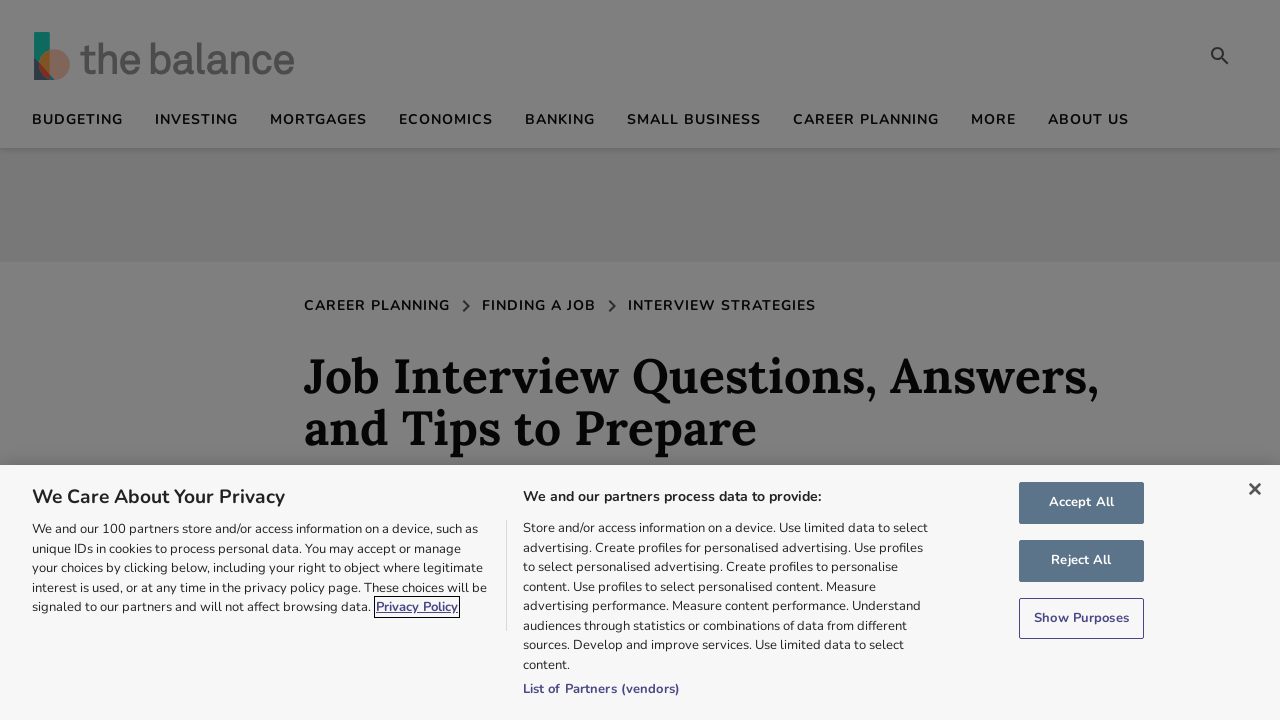 the balance
BUDGETING INVESTING MORTGAGES ECONOMICS BANKING SMALL BUSINESS CAREER PLANNING MORE ABOUT US
CAREER PLANNING FINDING A JOB INTERVIEW STRATEGIES
Job Interview Questions, Answers,
and Tips to Prepare
We Care About Your Privacy
We and our 100 partners store and/or access information on a device, such as
unique IDs in cookies to process personal data. You may accept or manage
your choices by clicking below, including your right to object where legitimate
interest is used, or at any time in the privacy policy page. These choices will be
signaled to our partners and will not affect browsing data. Privacy Policy
We and our partners process data to provide:
Store and/or access information on a device. Use limited data to select
advertising. Create profiles for personalised advertising. Use profiles
to select personalised advertising. Create profiles to personalise
content. Use profiles to select personalised content. Measure
advertising performance. Measure content performance. Understand
audiences through statistics or combinations of data from different
sources. Develop and improve services. Use limited data to select
content.
List of Partners (vendors)
Accept All
Reject All
Show Purposes